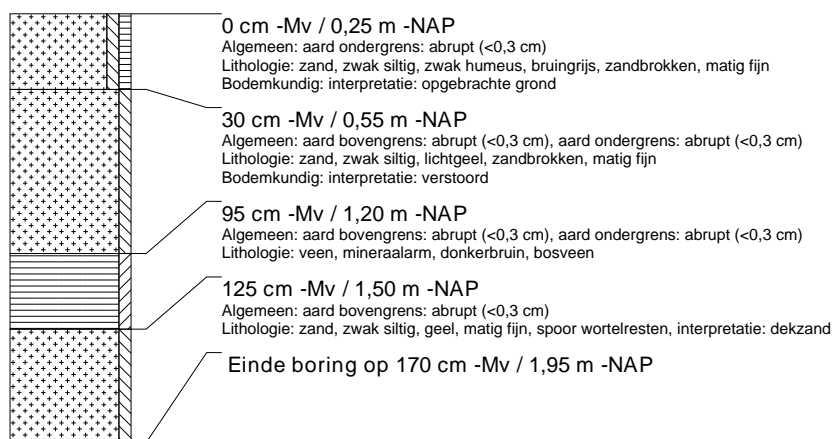 0 cm -Mv / 0,25 m -NAP
Algemeen: aard ondergrens: abrupt (<0,3 cm)
Lithologie: zand, zwak siltig, zwak humeus, bruingrijs, zandbrokken, matig fijn
Bodemkundig: interpretatie: opgebrachte grond
30 cm -Mv / 0,55 m -NAP
Algemeen: aard bovengrens: abrupt (<0,3 cm), aard ondergrens: abrupt (<0,3 cm)
Lithologie: zand, zwak siltig, lichtgeel, zandbrokken, matig fijn
Bodemkundig: interpretatie: verstoord
95 cm -Mv / 1,20 m -NAP
Algemeen: aard bovengrens: abrupt (<0,3 cm), aard ondergrens: abrupt (<0,3 cm)
Lithologie: veen, mineraalarm, donkerbruin, bosveen
125 cm -Mv / 1,50 m -NAP
Algemeen: aard bovengrens: abrupt (<0,3 cm)
Lithologie: zand, zwak siltig, geel, matig fijn, spoor wortelresten, interpretatie: dekzand
Einde boring op 170 cm -Mv / 1,95 m -NAP